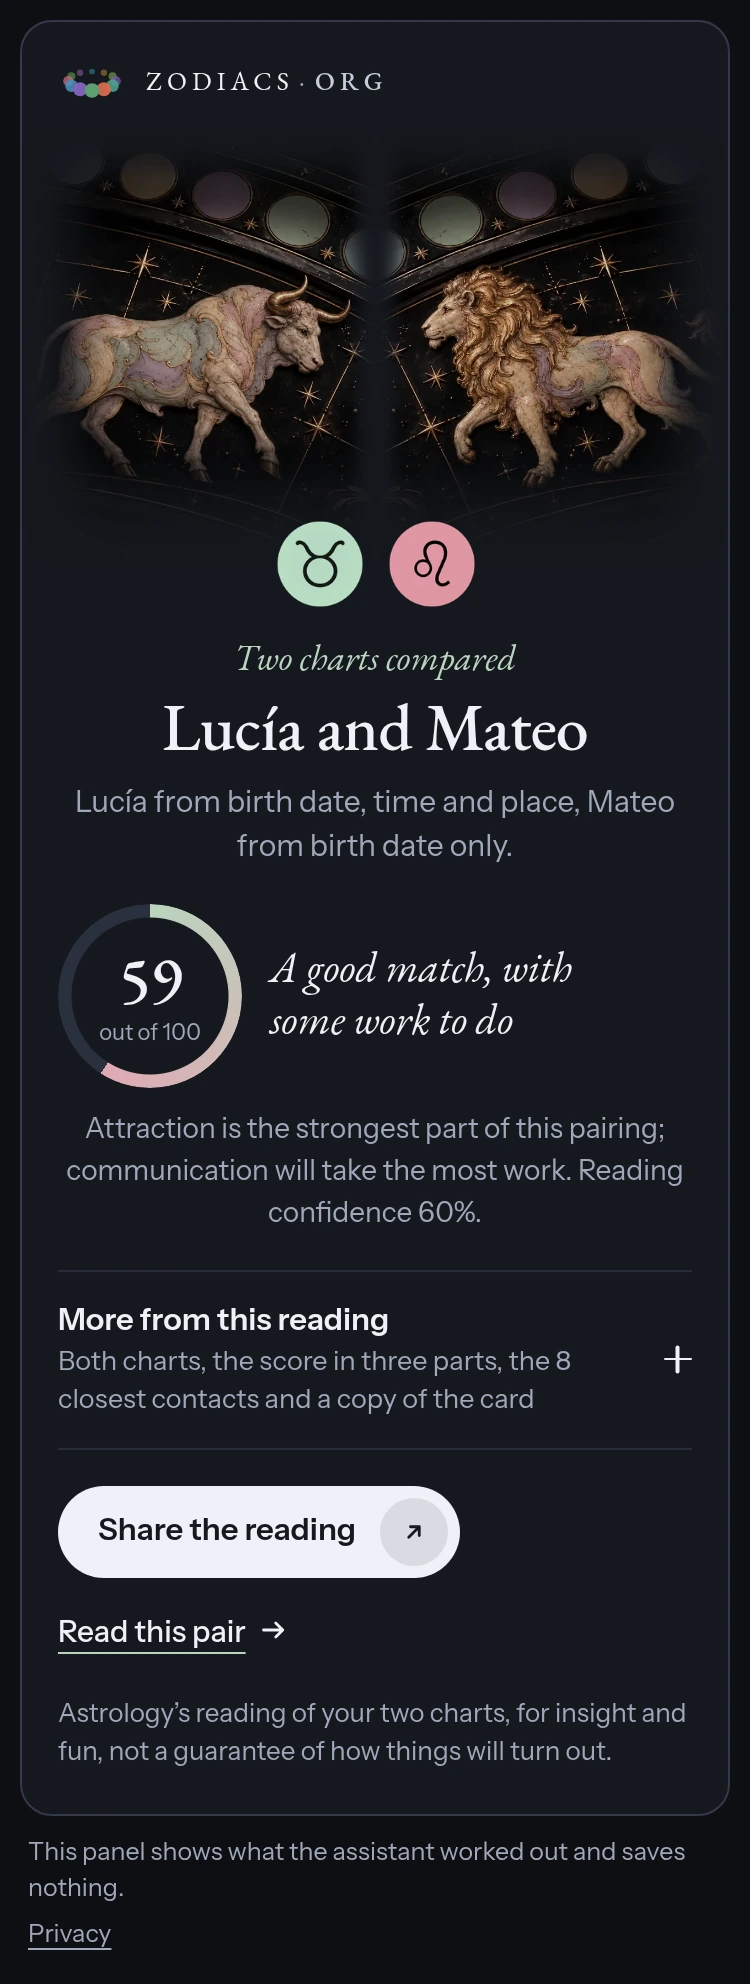 ZODIACS·ORG
Two charts compared
Lucía and Mateo
Lucía from birth date, time and place, Mateo
from birth date only.
59
out of 100
A good match, with
some work to do
Attraction is the strongest part of this pairing;
communication will take the most work. Reading
confidence 60%.
More from this reading
Both charts, the score in three parts, the 8
closest contacts and a copy of the card
Share the reading
Read this pair →
Astrology’s reading of your two charts, for insight and
fun, not a guarantee of how things will turn out.
This panel shows what the assistant worked out and saves
nothing.
Privacy